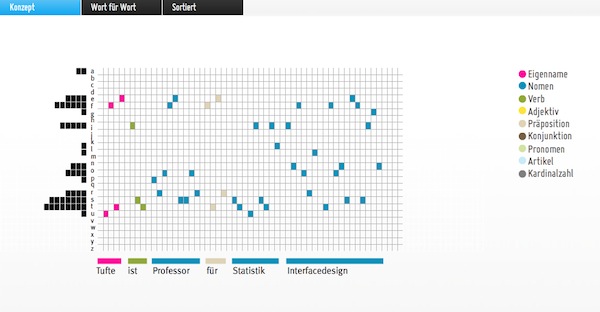 Konzept
Wort für Wort
Sortiert
a
b
c
d
e
f
g
h
i
j
k
l
m
n
o
p
q
r
s
t
u
v
w
x
y
z
Eigenname
Nomen
Verb
Adjektiv
Präposition
Konjunktion
Pronomen
Artikel
Kardinalzahl
Tufte ist Professor für Statistik Interfacedesign